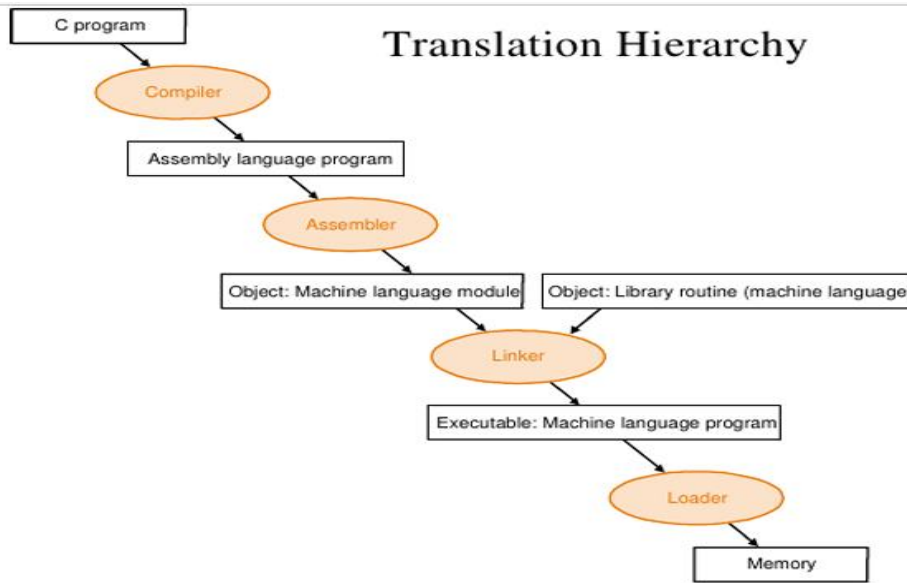 C program
Translation Hierarchy
Compiler
Assembly language program
Assembler
Object: Machine language module
Object: Library routine (machine language
Linker
Executable: Machine language program
Loader
Memory